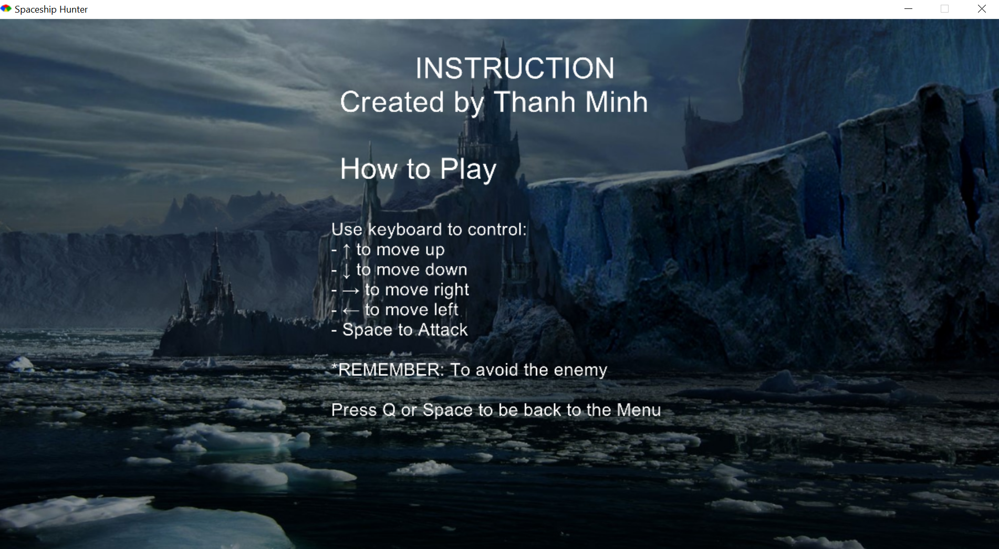 Spaceship Hunter
INSTRUCTION
Created by Thanh Minh
How to Play
Use keyboard to control:
- ↑ to move up
- ↓ to move down
- → to move right
- ← to move left
- Space to Attack
*REMEMBER: To avoid the enemy
Press Q or Space to be back to the Menu